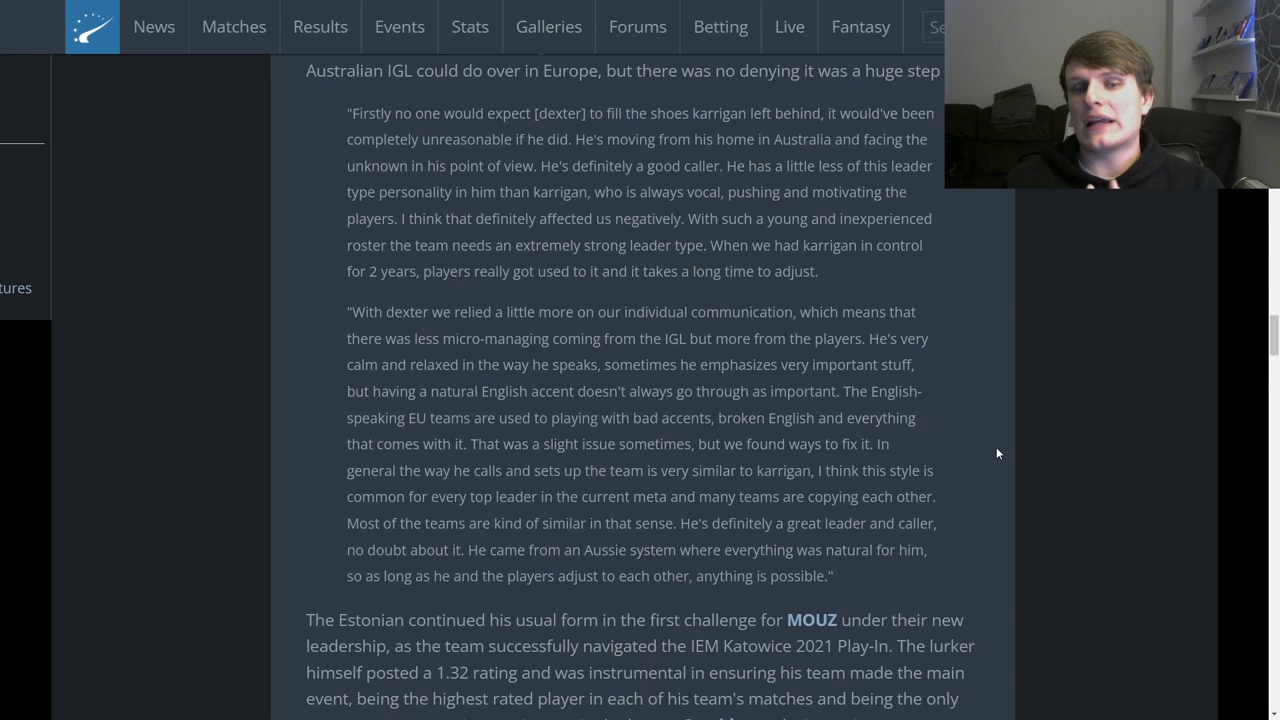 News Matches Results Events Stats Galleries Forums Betting Live Fantasy Se
Australian IGL could do over in Europe, but there was no denying it was a huge step
"Firstly no one would expect [dexter] to fill the shoes karrigan left behind, it would've been
completely unreasonable if he did. He's moving from his home in Australia and facing the
unknown in his point of view. He's definitely a good caller. He has a little less of this leader
type personality in him than karrigan, who is always vocal, pushing and motivating the
players. I think that definitely affected us negatively. With such a young and inexperienced
roster the team needs an extremely strong leader type. When we had karrigan in control
for 2 years, players really got used to it and it takes a long time to adjust.
tures
"With dexter we relied a little more on our individual communication, which means that
there was less micro-managing coming from the IGL but more from the players. He's very
calm and relaxed in the way he speaks, sometimes he emphasizes very important stuff,
but having a natural English accent doesn't always go through as important. The English-
speaking EU teams are used to playing with bad accents, broken English and everything
that comes with it. That was a slight issue sometimes, but we found ways to fix it. In
general the way he calls and sets up the team is very similar to karrigan, I think this style is
common for every top leader in the current meta and many teams are copying each other.
Most of the teams are kind of similar in that sense. He's definitely a great leader and caller,
no doubt about it. He came from an Aussie system where everything was natural for him,
so as long as he and the players adjust to each other, anything is possible."
The Estonian continued his usual form in the first challenge for MOUZ under their new
leadership, as the team successfully navigated the IEM Katowice 2021 Play-In. The lurker
himself posted a 1.32 rating and was instrumental in ensuring his team made the main
event, being the highest rated player in each of his team's matches and being the only